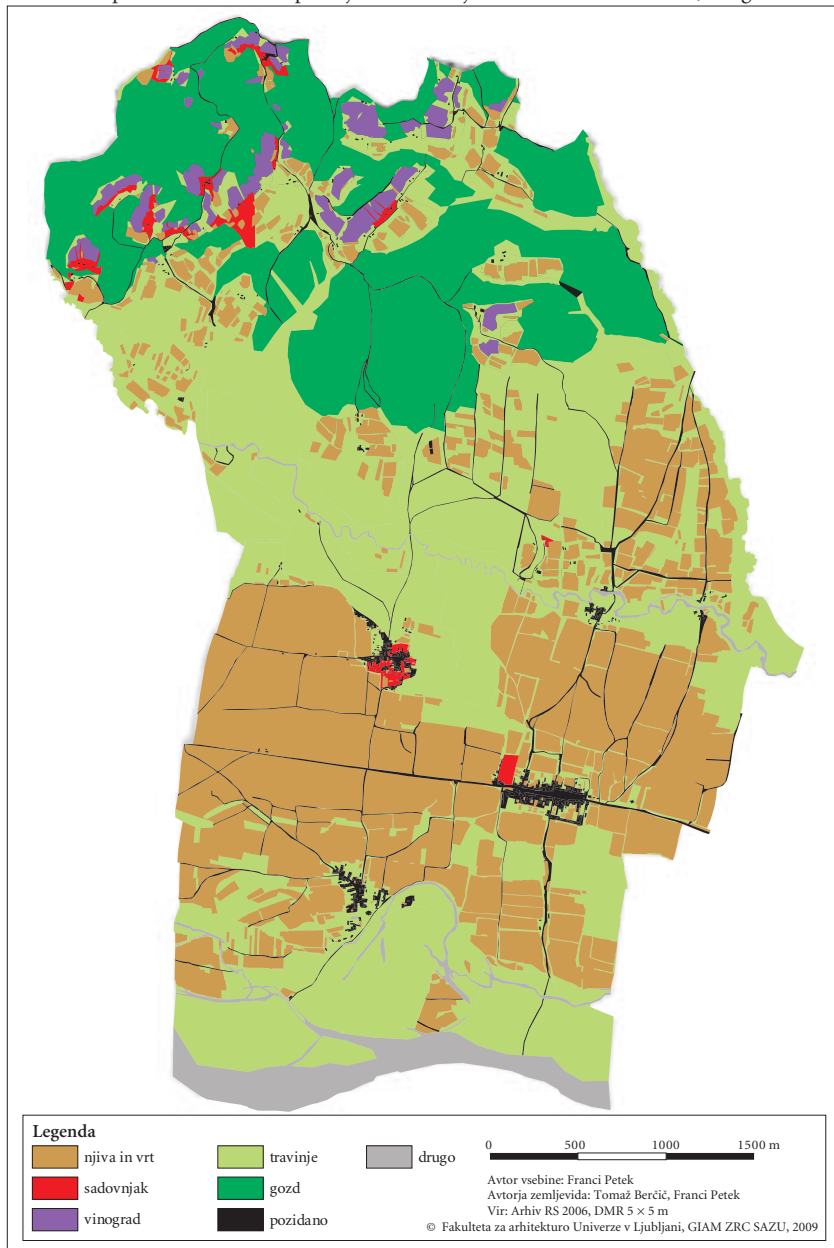 Legenda
njiva in vrt
sadovnjak
vinograd
travinje
gozd
pozidano
drugo
0 500 1000 1500 m
Avtor vsebine: Franci Petek
Avtorja zemljevida: Tomaž Berčič, Franci Petek
Vir: Arhiv RS 2006, DMR 5 × 5 m
© Fakulteta za arhitekturo Univerze v Ljubljani, GIAM ZRC SAZU, 2009